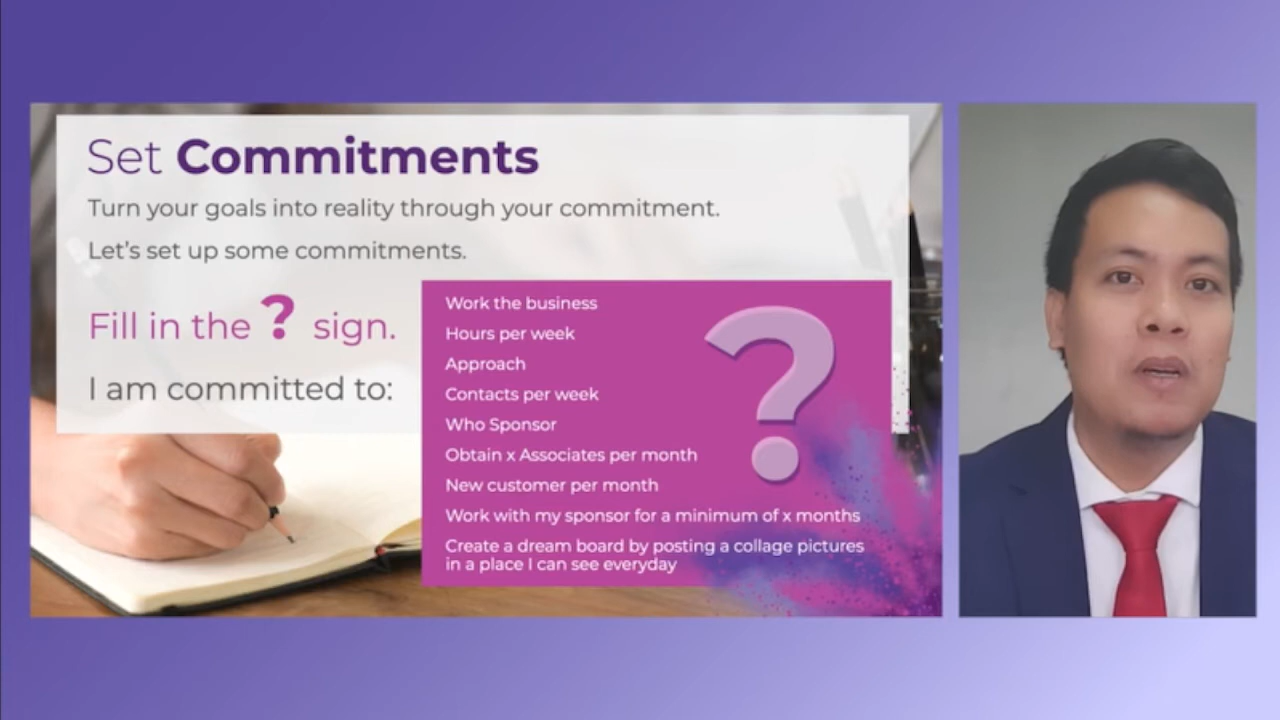 Set Commitments
Turn your goals into reality through your commitment.
Let's set up some commitments.
Fill in the ? sign.
I am committed to:
Work the business
Hours per week
Approach
Contacts per week
Who Sponsor
Obtain x Associates per month
New customer per month
Work with my sponsor for a minimum of x months
Create a dream board by posting a collage pictures
in a place I can see everyday
?